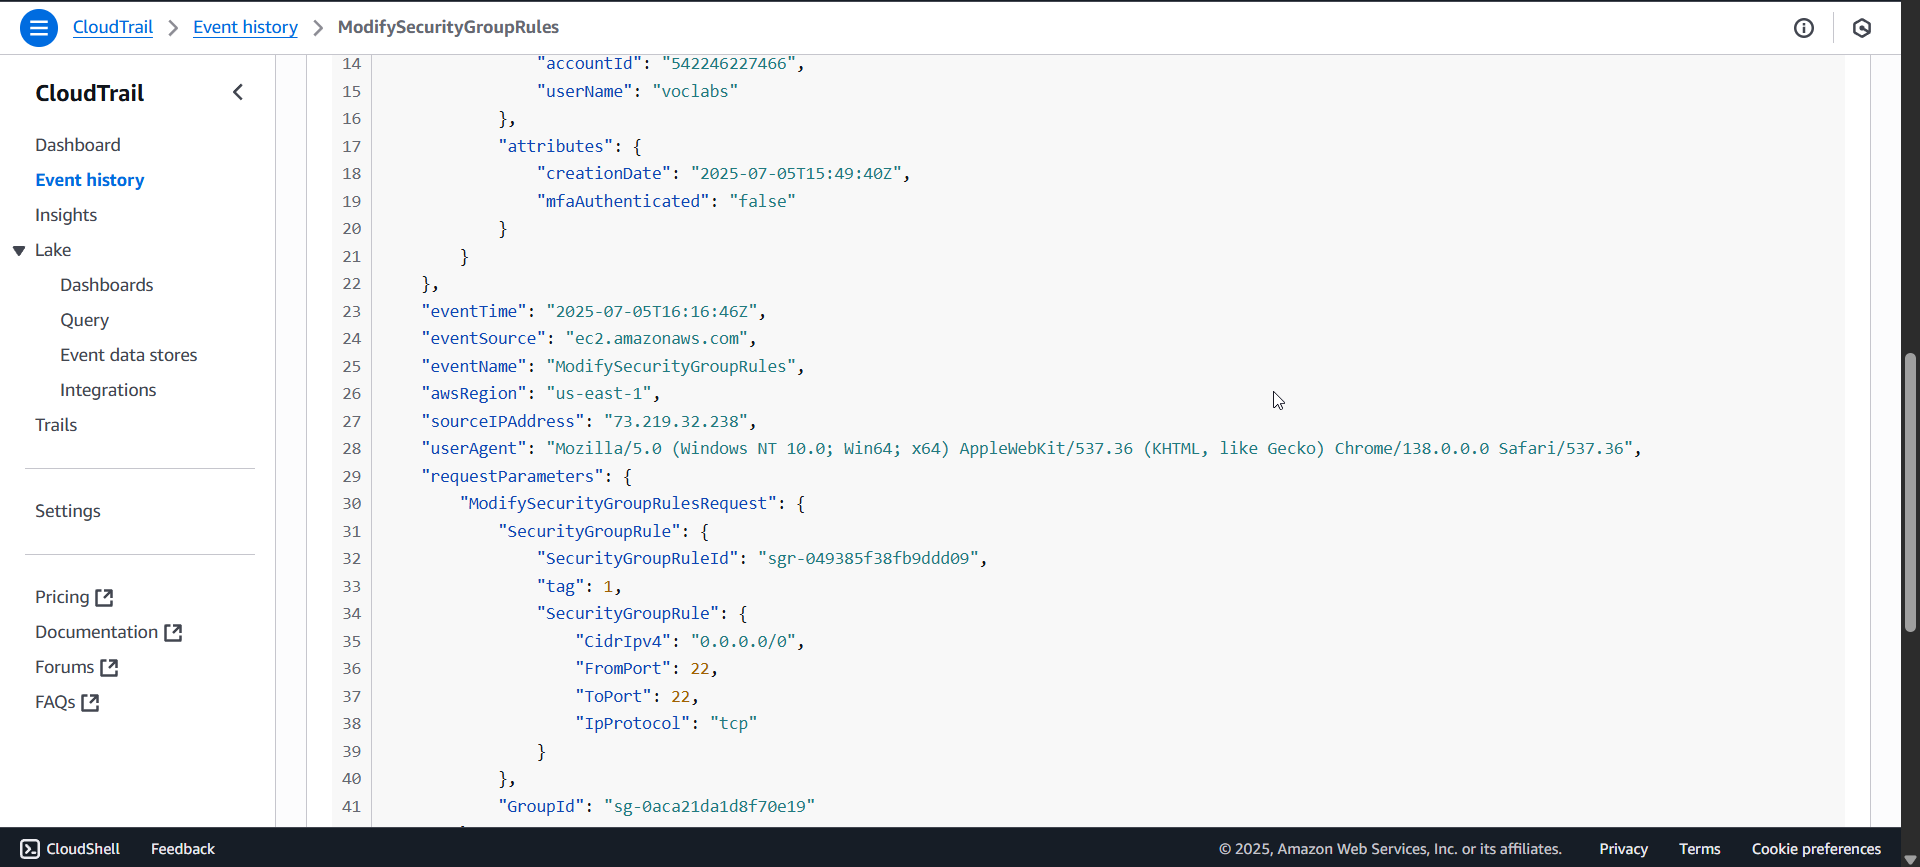 CloudTrail > Event history > ModifySecurityGroupRules
CloudTrail
Dashboard
Event history
Insights
Lake
Dashboards
Query
Event data stores
Integrations
Trails
Settings
Pricing
Documentation
Forums
FAQs
14 "accountId": "542246227466",
15 "userName": "voclabs"
16 },
17 "attributes": {
18 "creationDate": "2025-07-05T15:49:40Z",
19 "mfaAuthenticated": "false"
20 }
21 }
22 },
23 "eventTime": "2025-07-05T16:16:46Z",
24 "eventSource": "ec2.amazonaws.com",
25 "eventName": "ModifySecurityGroupRules",
26 "awsRegion": "us-east-1",
27 "sourceIPAddress": "73.219.32.238",
28 "userAgent": "Mozilla/5.0 (Windows NT 10.0; Win64; x64) AppleWebKit/537.36 (KHTML, like Gecko) Chrome/138.0.0.0 Safari/537.36",
29 "requestParameters": {
30 "ModifySecurityGroupRulesRequest": {
31 "SecurityGroupRule": {
32 "SecurityGroupRuleId": "sgr-049385f38fb9ddd09",
33 "tag": 1,
34 "SecurityGroupRule": {
35 "CidrIpv4": "0.0.0.0/0",
36 "FromPort": 22,
37 "ToPort": 22,
38 "IpProtocol": "tcp"
39 }
40 },
41 "GroupId": "sg-0aca21da1d8f70e19"
CloudShell Feedback © 2025, Amazon Web Services, Inc. or its affiliates. Privacy Terms Cookie preferences